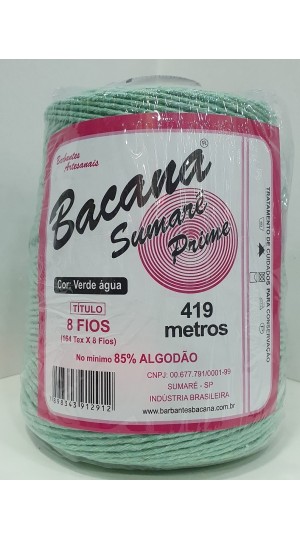 Barbantes
Artesanais
Bacana®
Sumaré
Prime
Cor: Verde água
TÍTULO
8 FIOS
(164 Tex X 8 Fios)
419
metros
No mínimo 85% ALGODÃO
CNPJ: 00.677.791/0001-99
SUMARÉ - SP
INDÚSTRIA BRASILEIRA
www.barbantesbacana.com.br
TRATAMENTO DE CUIDADOS PARA CONSERVAÇÃO